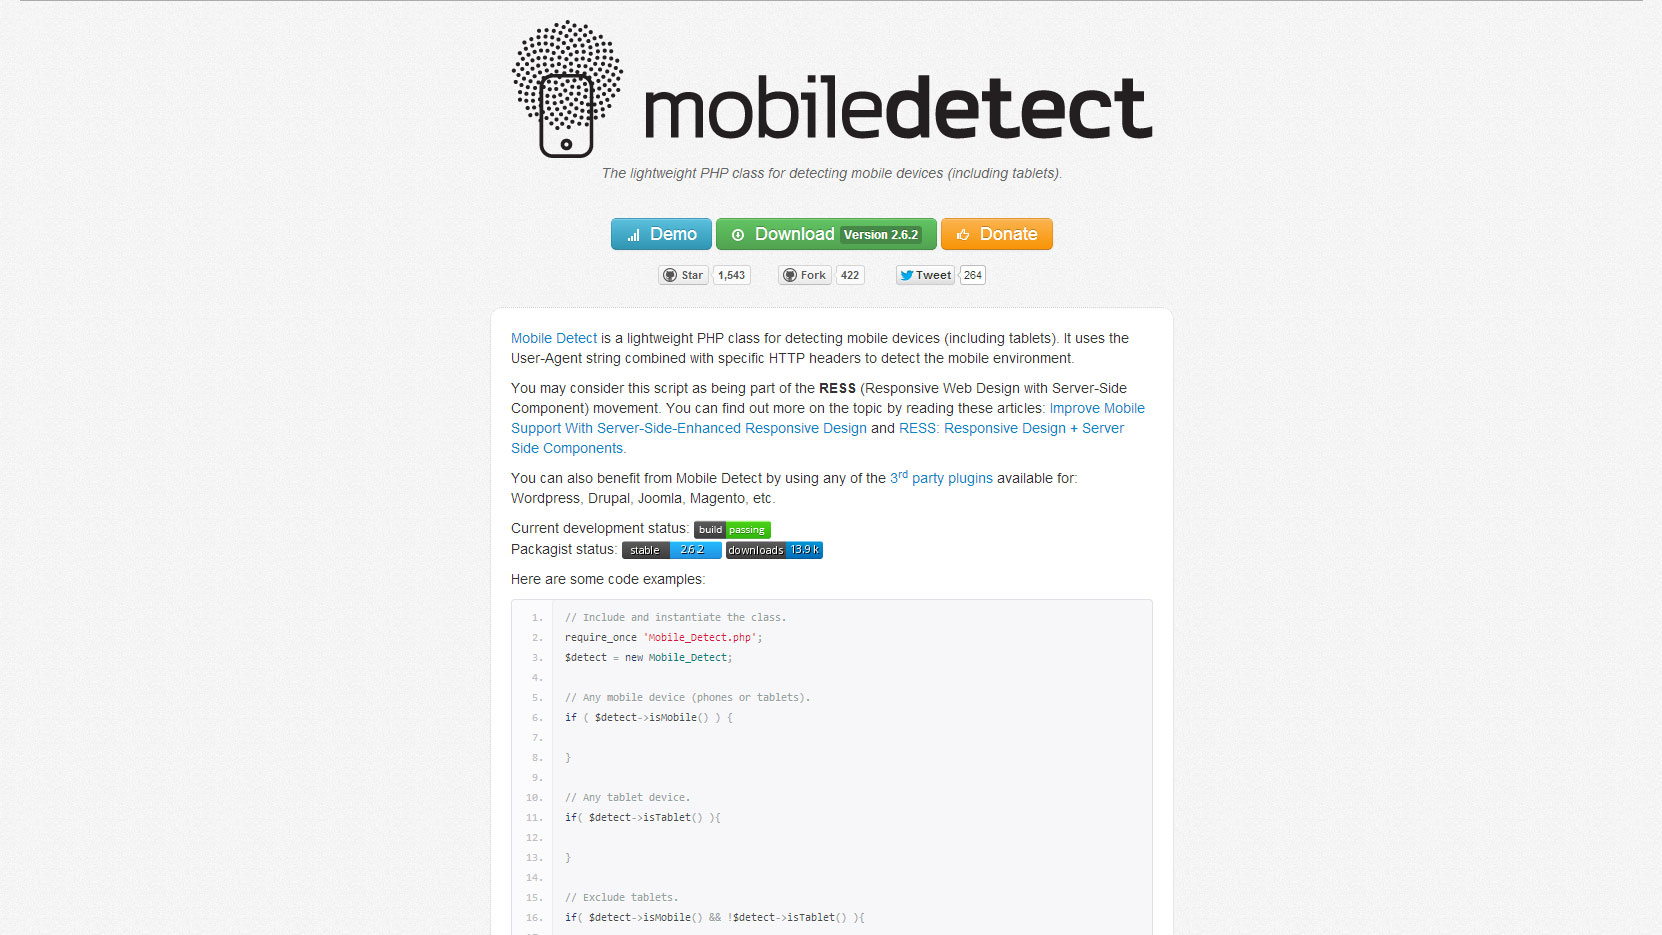 mobiledetect
The lightweight PHP class for detecting mobile devices (including tablets).
Demo Download Version 2.6.2 Donate
Star 1,543 Fork 422 Tweet 264
Mobile Detect is a lightweight PHP class for detecting mobile devices (including tablets). It uses the
User-Agent string combined with specific HTTP headers to detect the mobile environment.
You may consider this script as being part of the RESS (Responsive Web Design with Server-Side
Component) movement. You can find out more on the topic by reading these articles: Improve Mobile
Support With Server-Side-Enhanced Responsive Design and RESS: Responsive Design + Server
Side Components.
You can also benefit from Mobile Detect by using any of the 3rd party plugins available for:
Wordpress, Drupal, Joomla, Magento, etc.
Current development status: build passing
Packagist status: stable 2.6.2 downloads 13.9 k
Here are some code examples:
1. // Include and instantiate the class.
2. require_once 'Mobile_Detect.php';
3. $detect = new Mobile_Detect;
4.
5. // Any mobile device (phones or tablets).
6. if ( $detect->isMobile() ) {
7.
8. }
9.
10. // Any tablet device.
11. if( $detect->isTablet() ){
12.
13. }
14.
15. // Exclude tablets.
16. if( $detect->isMobile() && !$detect->isTablet() ){